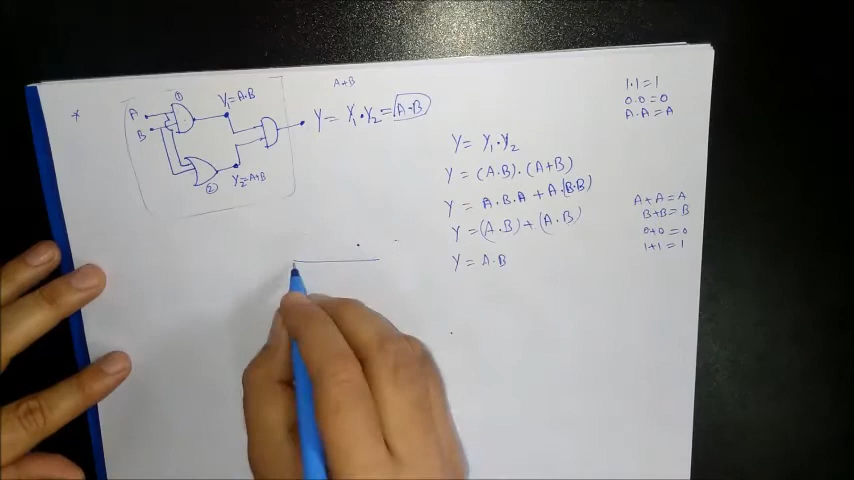 *
A
B
①
Y₁=A·B
②
Y₂=A+B
A+B
Y = Y₁·Y₂=A·B
Y = Y₁·Y₂
Y = (A·B)·(A+B)
Y = A·B·A + A·(B·B)
Y = (A·B) + (A·B)
Y = A·B
1·1=1
0·0=0
A·A=A
A+A=A
B+B=B
0+0=0
1+1=1